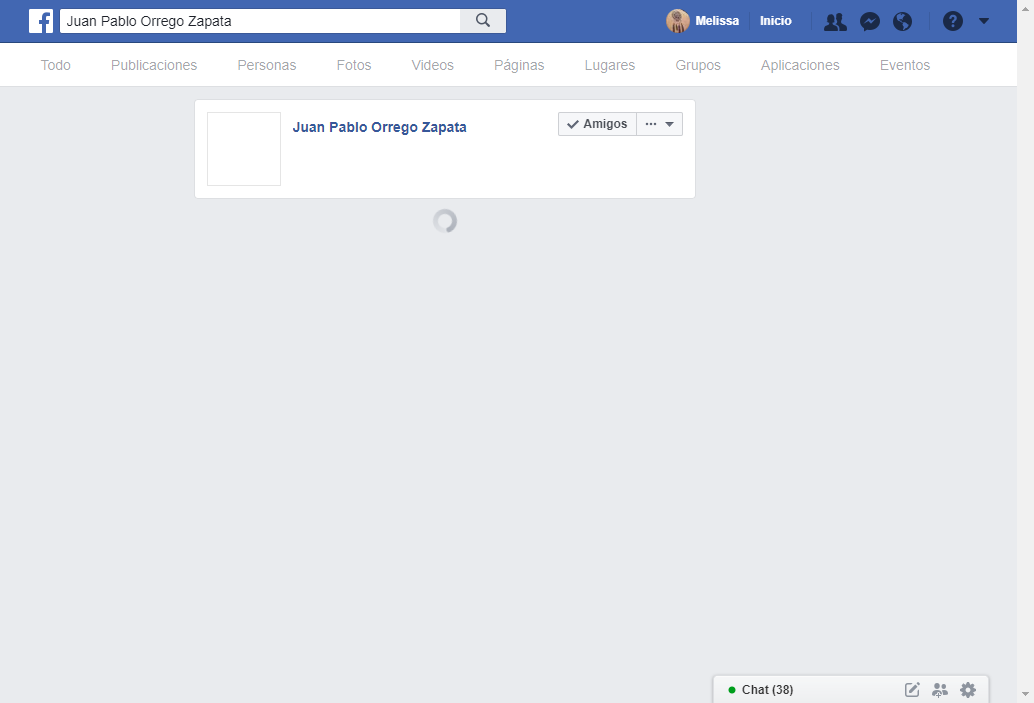 Juan Pablo Orrego Zapata
Melissa Inicio
Todo Publicaciones Personas Fotos Videos Páginas Lugares Grupos Aplicaciones Eventos
Juan Pablo Orrego Zapata
Amigos
Chat (38)